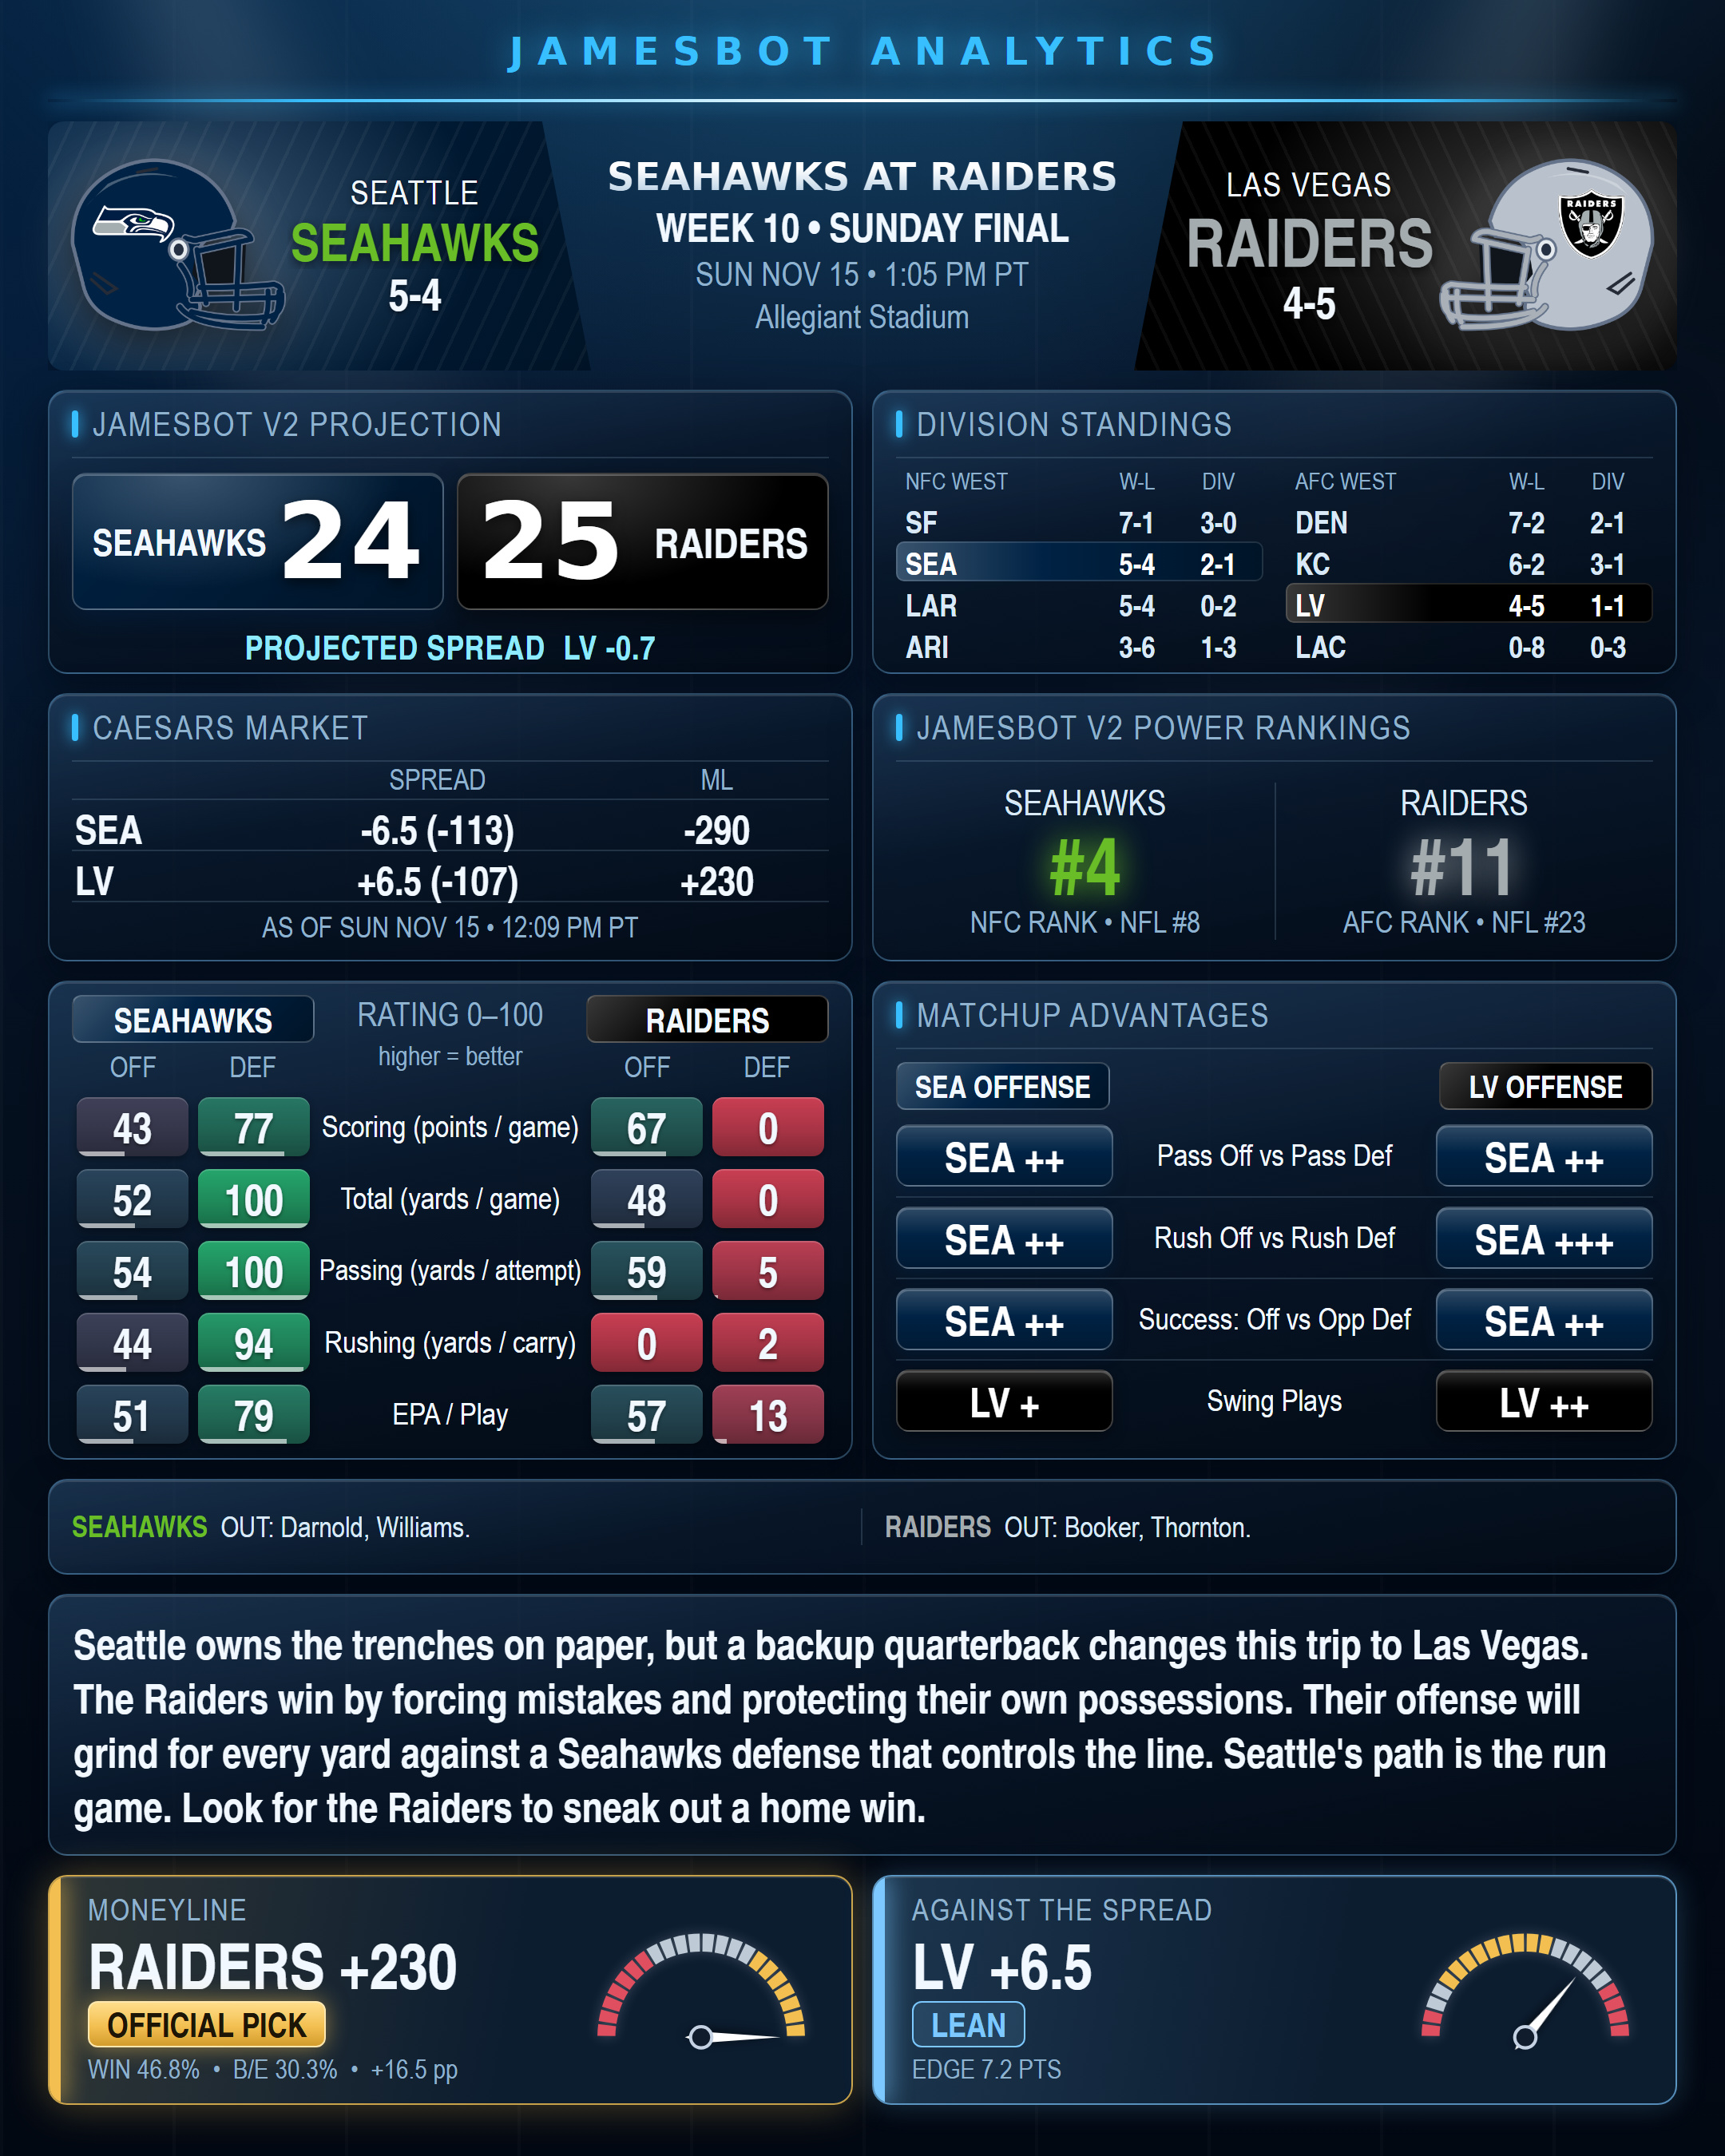 JAMESBOT ANALYTICS
SEATTLE
SEAHAWKS
5-4
SEAHAWKS AT RAIDERS
WEEK 10 • SUNDAY FINAL
SUN NOV 15 • 1:05 PM PT
Allegiant Stadium
LAS VEGAS
RAIDERS
4-5
RAIDERS
JAMESBOT V2 PROJECTION
SEAHAWKS 24
25 RAIDERS
PROJECTED SPREAD LV -0.7
DIVISION STANDINGS
NFC WEST W-L DIV
SF 7-1 3-0
SEA 5-4 2-1
LAR 5-4 0-2
ARI 3-6 1-3
AFC WEST W-L DIV
DEN 7-2 2-1
KC 6-2 3-1
LV 4-5 1-1
LAC 0-8 0-3
CAESARS MARKET
SPREAD ML
SEA -6.5 (-113) -290
LV +6.5 (-107) +230
AS OF SUN NOV 15 • 12:09 PM PT
JAMESBOT V2 POWER RANKINGS
SEAHAWKS
#4
NFC RANK • NFL #8
RAIDERS
#11
AFC RANK • NFL #23
SEAHAWKS RATING 0–100 RAIDERS
OFF DEF higher = better OFF DEF
43 77 Scoring (points / game) 67 0
52 100 Total (yards / game) 48 0
54 100 Passing (yards / attempt) 59 5
44 94 Rushing (yards / carry) 0 2
51 79 EPA / Play 57 13
MATCHUP ADVANTAGES
SEA OFFENSE LV OFFENSE
SEA ++ Pass Off vs Pass Def SEA ++
SEA ++ Rush Off vs Rush Def SEA +++
SEA ++ Success: Off vs Opp Def SEA ++
LV + Swing Plays LV ++
SEAHAWKS OUT: Darnold, Williams.
RAIDERS OUT: Booker, Thornton.
Seattle owns the trenches on paper, but a backup quarterback changes this trip to Las Vegas.
The Raiders win by forcing mistakes and protecting their own possessions. Their offense will
grind for every yard against a Seahawks defense that controls the line. Seattle's path is the run
game. Look for the Raiders to sneak out a home win.
MONEYLINE
RAIDERS +230
OFFICIAL PICK
WIN 46.8% • B/E 30.3% • +16.5 pp
AGAINST THE SPREAD
LV +6.5
LEAN
EDGE 7.2 PTS